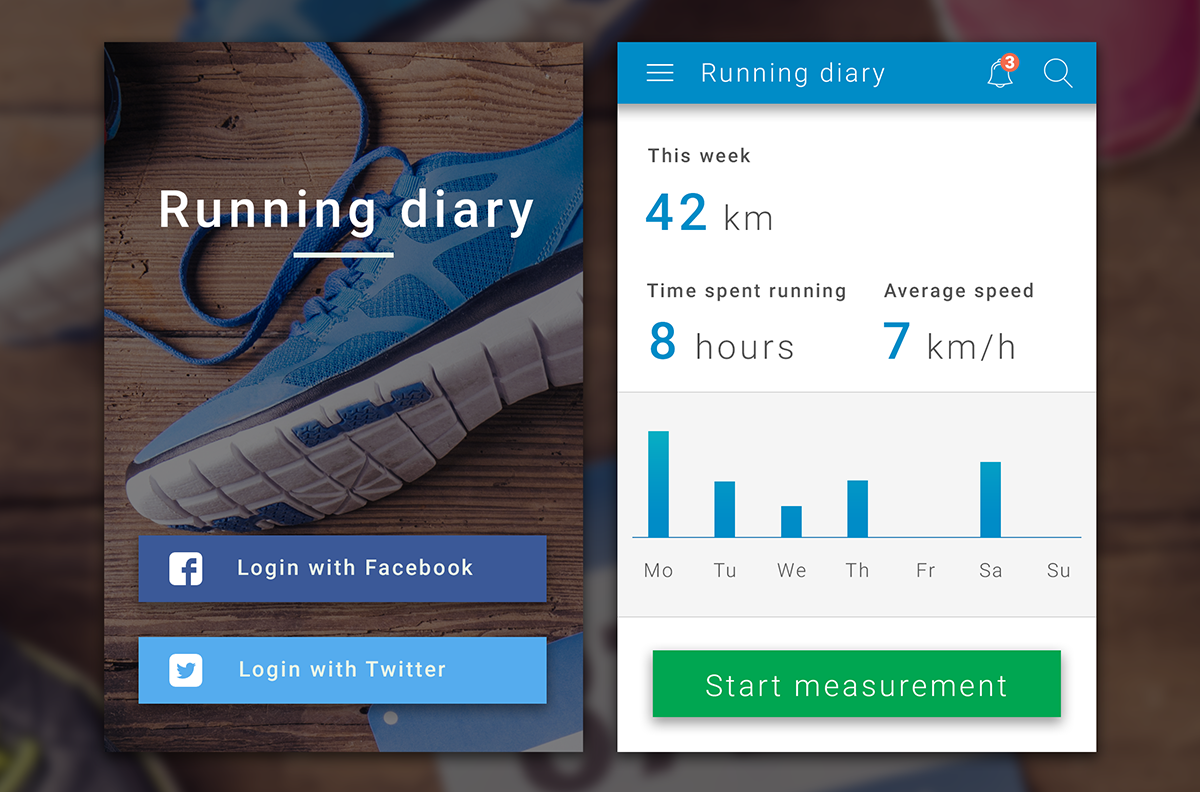 Running diary
Login with Facebook
Login with Twitter
Running diary
3
This week
42 km
Time spent running
8 hours
Average speed
7 km/h
Mo Tu We Th Fr Sa Su
Start measurement